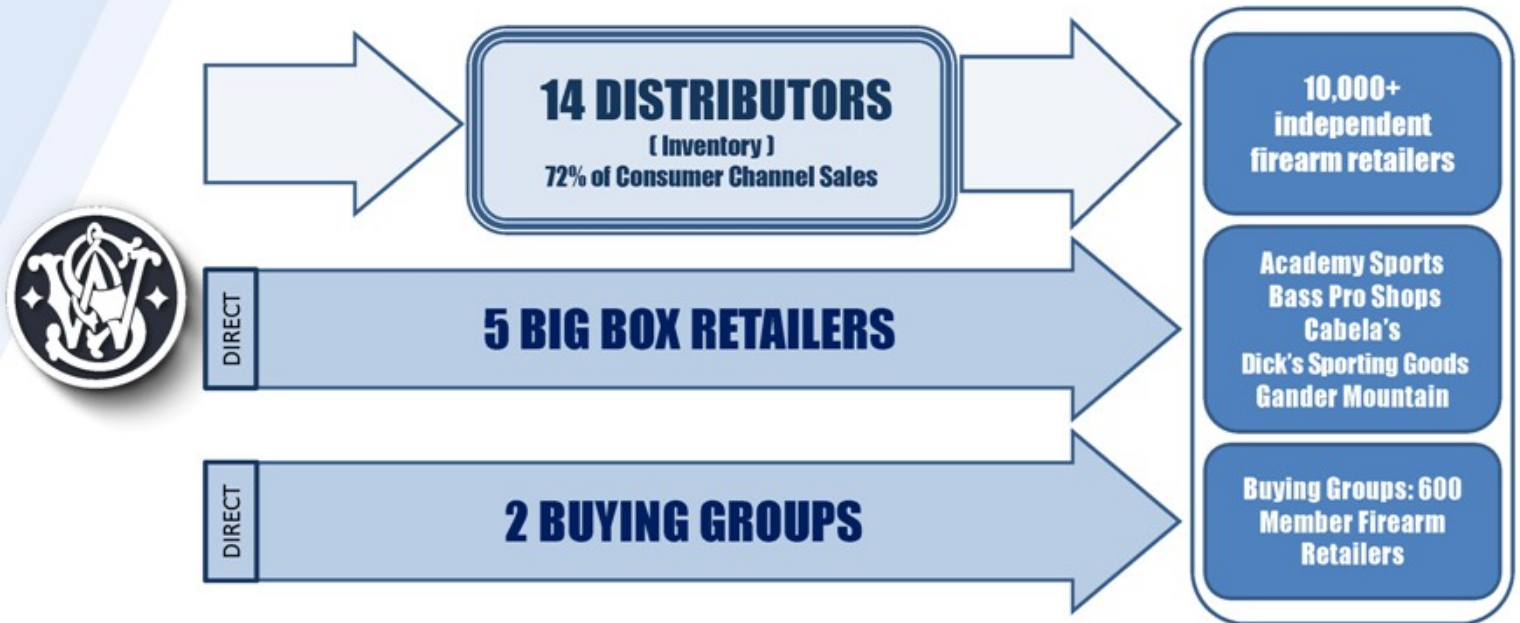 14 DISTRIBUTORS
( Inventory )
72% of Consumer Channel Sales
10,000+
independent
firearm retailers
DIRECT
5 BIG BOX RETAILERS
Academy Sports
Bass Pro Shops
Cabela's
Dick's Sporting Goods
Gander Mountain
DIRECT
2 BUYING GROUPS
Buying Groups: 600
Member Firearm
Retailers